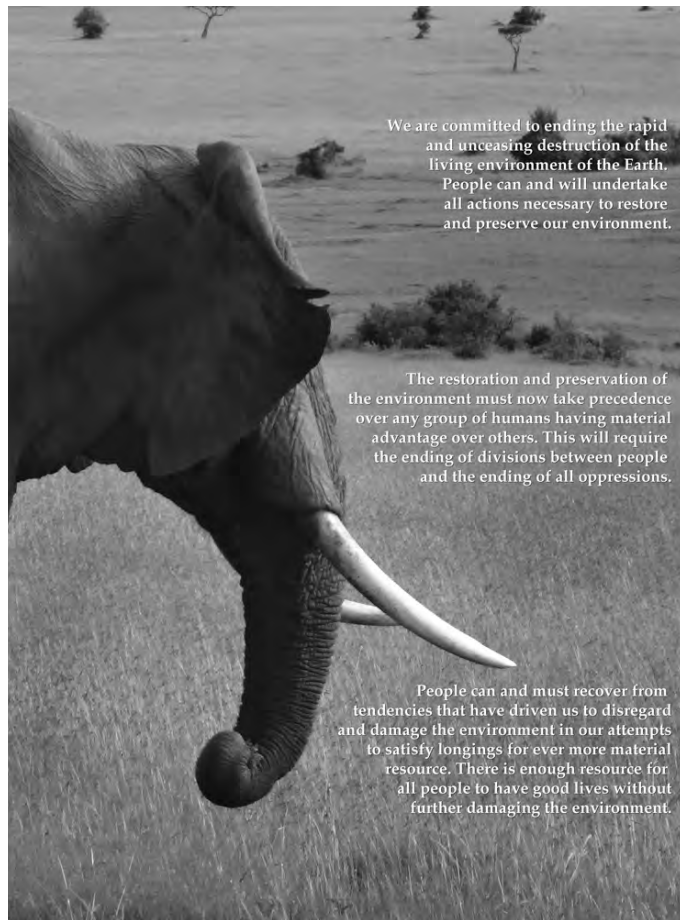 We are committed to ending the rapid
and unceasing destruction of the
living environment of the Earth.
People can and will undertake
all actions necessary to restore
and preserve our environment.
The restoration and preservation of
the environment must now take precedence
over any group of humans having material
advantage over others. This will require
the ending of divisions between people
and the ending of all oppressions.
People can and must recover from
tendencies that have driven us to disregard
and damage the environment in our attempts
to satisfy longings for ever more material
resource. There is enough resource for
all people to have good lives without
further damaging the environment.